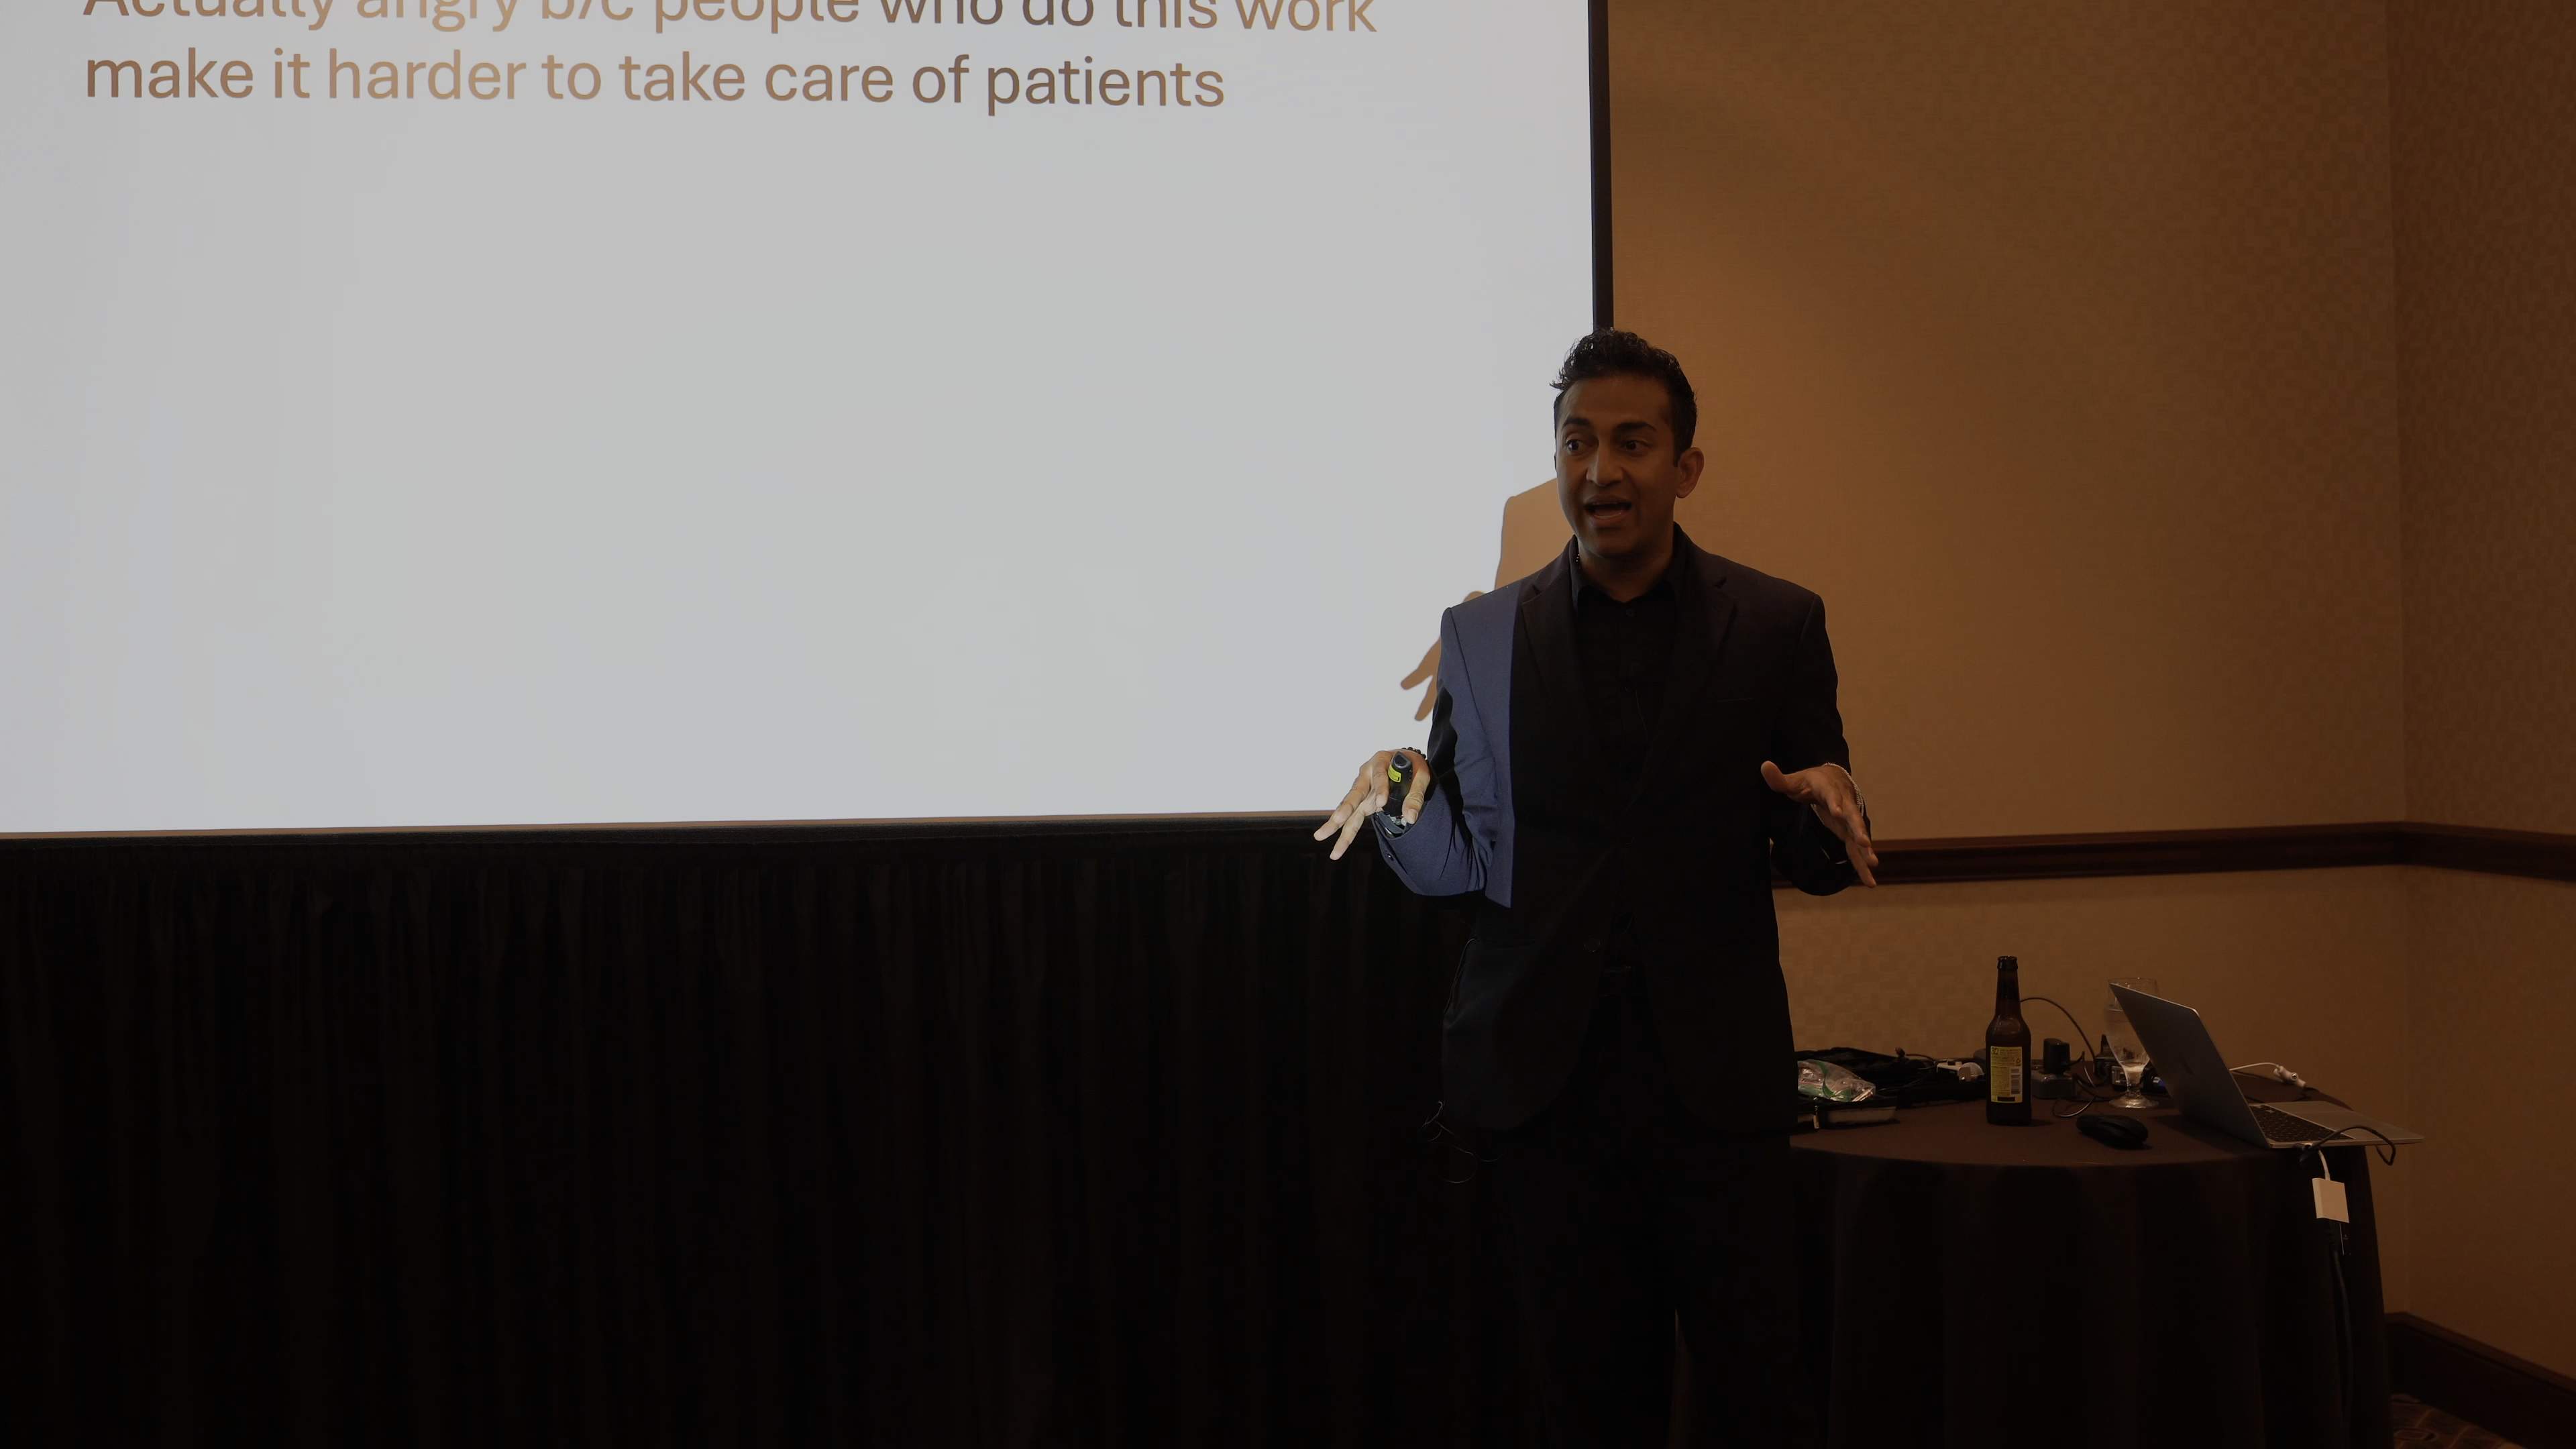 Actually angry b/c people who do this work
make it harder to take care of patients